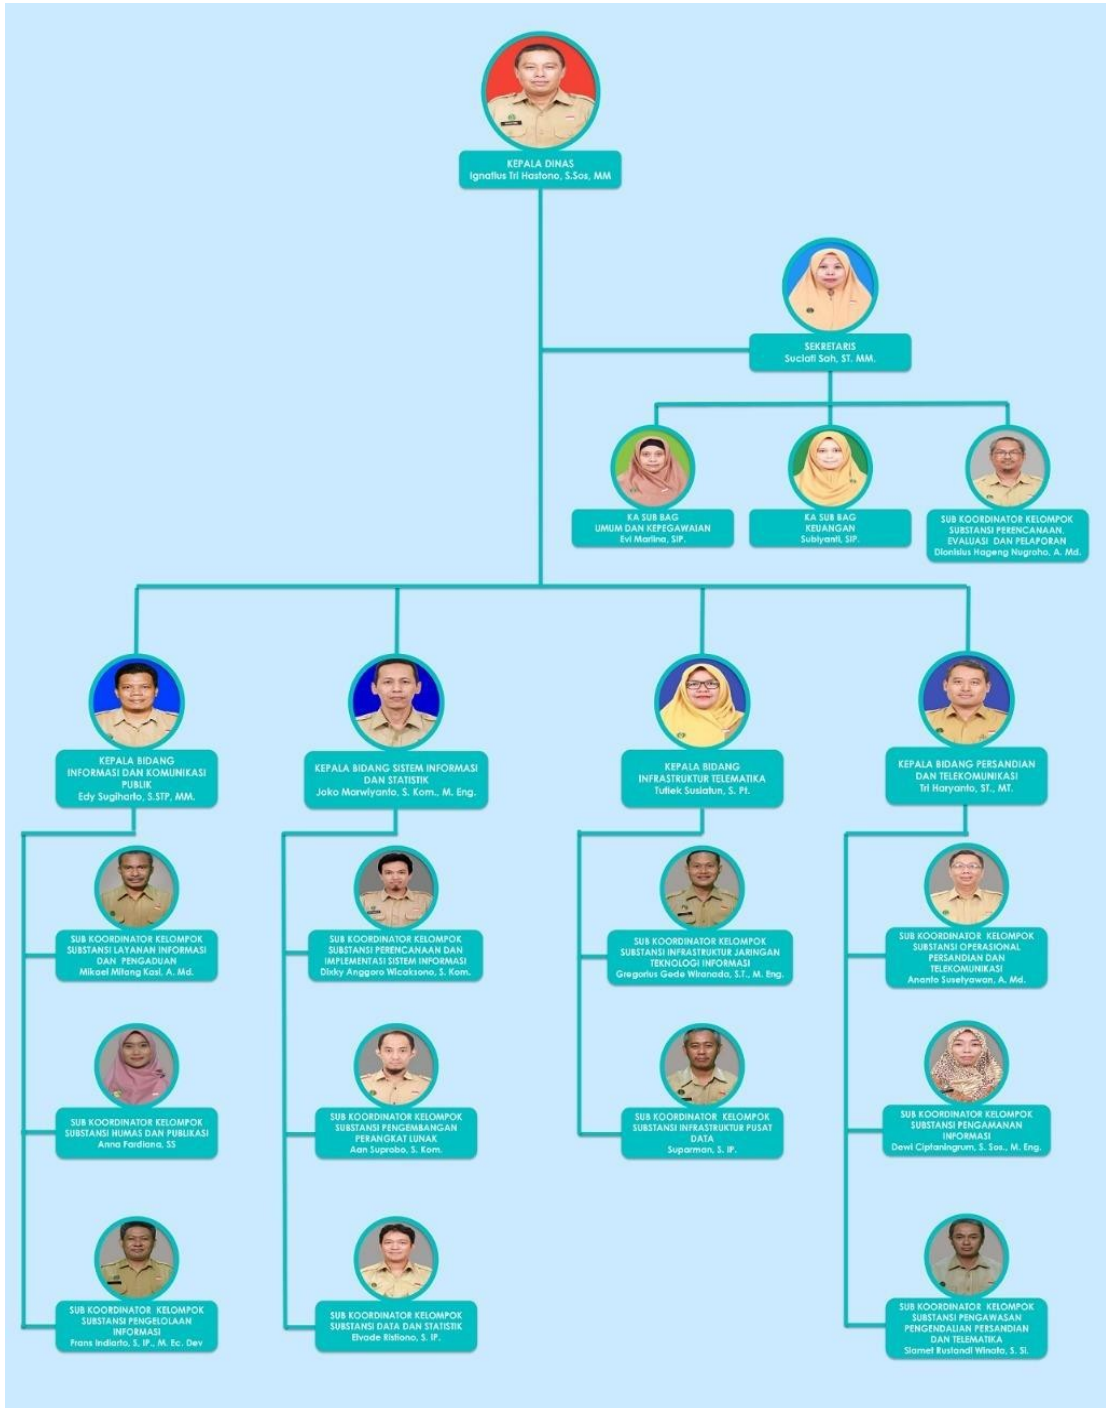 KEPALA DINAS
Ignatius Tri Hastono, S.Sos, MM
SEKRETARIS
Suciati Sah, ST. MM.
KA SUB BAG
UMUM DAN KEPEGAWAIAN
Evi Marlina, SIP.
KA SUB BAG
KEUANGAN
Subiyanti, SIP.
SUB KOORDINATOR KELOMPOK
SUBSTANSI PERENCANAAN,
EVALUASI DAN PELAPORAN
Dionisius Hageng Nugroho, A. Md.
KEPALA BIDANG
INFORMASI DAN KOMUNIKASI
PUBLIK
Edy Sugiharto, S.STP, MM.
KEPALA BIDANG SISTEM INFORMASI
DAN STATISTIK
Joko Marwiyanto, S. Kom., M. Eng.
KEPALA BIDANG
INFRASTRUKTUR TELEMATIKA
Tutiek Susiatun, S. Pt.
KEPALA BIDANG PERSANDIAN
DAN TELEKOMUNIKASI
Tri Haryanto, ST., MT.
SUB KOORDINATOR KELOMPOK
SUBSTANSI LAYANAN INFORMASI
DAN PENGADUAN
Mikael Mitang Kasi, A. Md.
SUB KOORDINATOR KELOMPOK
SUBSTANSI PERENCANAAN DAN
IMPLEMENTASI SISTEM INFORMASI
Dixky Anggoro Wicaksono, S. Kom.
SUB KOORDINATOR KELOMPOK
SUBSTANSI INFRASTRUKTUR JARINGAN
TEKNOLOGI INFORMASI
Gregorius Gede Wiranada, S.T., M. Eng.
SUB KOORDINATOR KELOMPOK
SUBSTANSI OPERASIONAL
PERSANDIAN DAN
TELEKOMUNIKASI
Ananto Susetyawan, A. Md.
SUB KOORDINATOR KELOMPOK
SUBSTANSI HUMAS DAN PUBLIKASI
Anna Fardiana, SS
SUB KOORDINATOR KELOMPOK
SUBSTANSI PENGEMBANGAN
PERANGKAT LUNAK
Aan Suprobo, S. Kom.
SUB KOORDINATOR KELOMPOK
SUBSTANSI INFRASTRUKTUR PUSAT
DATA
Suparman, S. IP.
SUB KOORDINATOR KELOMPOK
SUBSTANSI PENGAMANAN
INFORMASI
Dewi Ciptaningrum, S. Sos., M. Eng.
SUB KOORDINATOR KELOMPOK
SUBSTANSI PENGELOLAAN
INFORMASI
Frans Indiarto, S, IP., M. Ec. Dev
SUB KOORDINATOR KELOMPOK
SUBSTANSI DATA DAN STATISTIK
Elvade Ristiono, S. IP.
SUB KOORDINATOR KELOMPOK
SUBSTANSI PENGAWASAN
PENGENDALIAN PERSANDIAN
DAN TELEMATIKA
Slamet Rustandi Winata, S. Si.